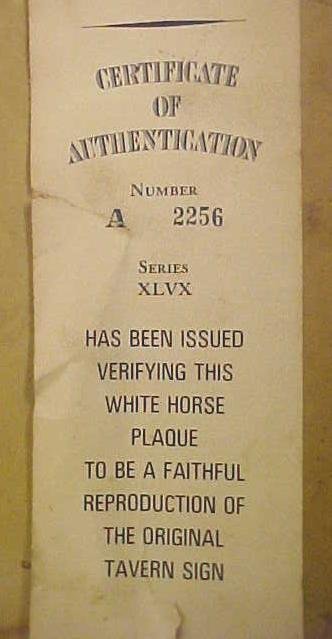 CERTIFICATE
OF
AUTHENTICATION
NUMBER
A 2256
SERIES
XLVX
HAS BEEN ISSUED
VERIFYING THIS
WHITE HORSE
PLAQUE
TO BE A FAITHFUL
REPRODUCTION OF
THE ORIGINAL
TAVERN SIGN